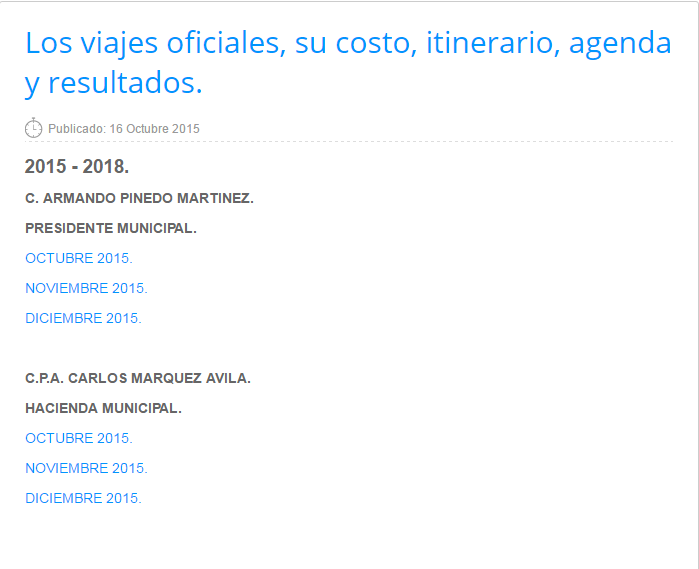 Los viajes oficiales, su costo, itinerario, agenda
y resultados.
Publicado: 16 Octubre 2015
2015 - 2018.
C. ARMANDO PINEDO MARTINEZ.
PRESIDENTE MUNICIPAL.
OCTUBRE 2015.
NOVIEMBRE 2015.
DICIEMBRE 2015.
C.P.A. CARLOS MARQUEZ AVILA.
HACIENDA MUNICIPAL.
OCTUBRE 2015.
NOVIEMBRE 2015.
DICIEMBRE 2015.